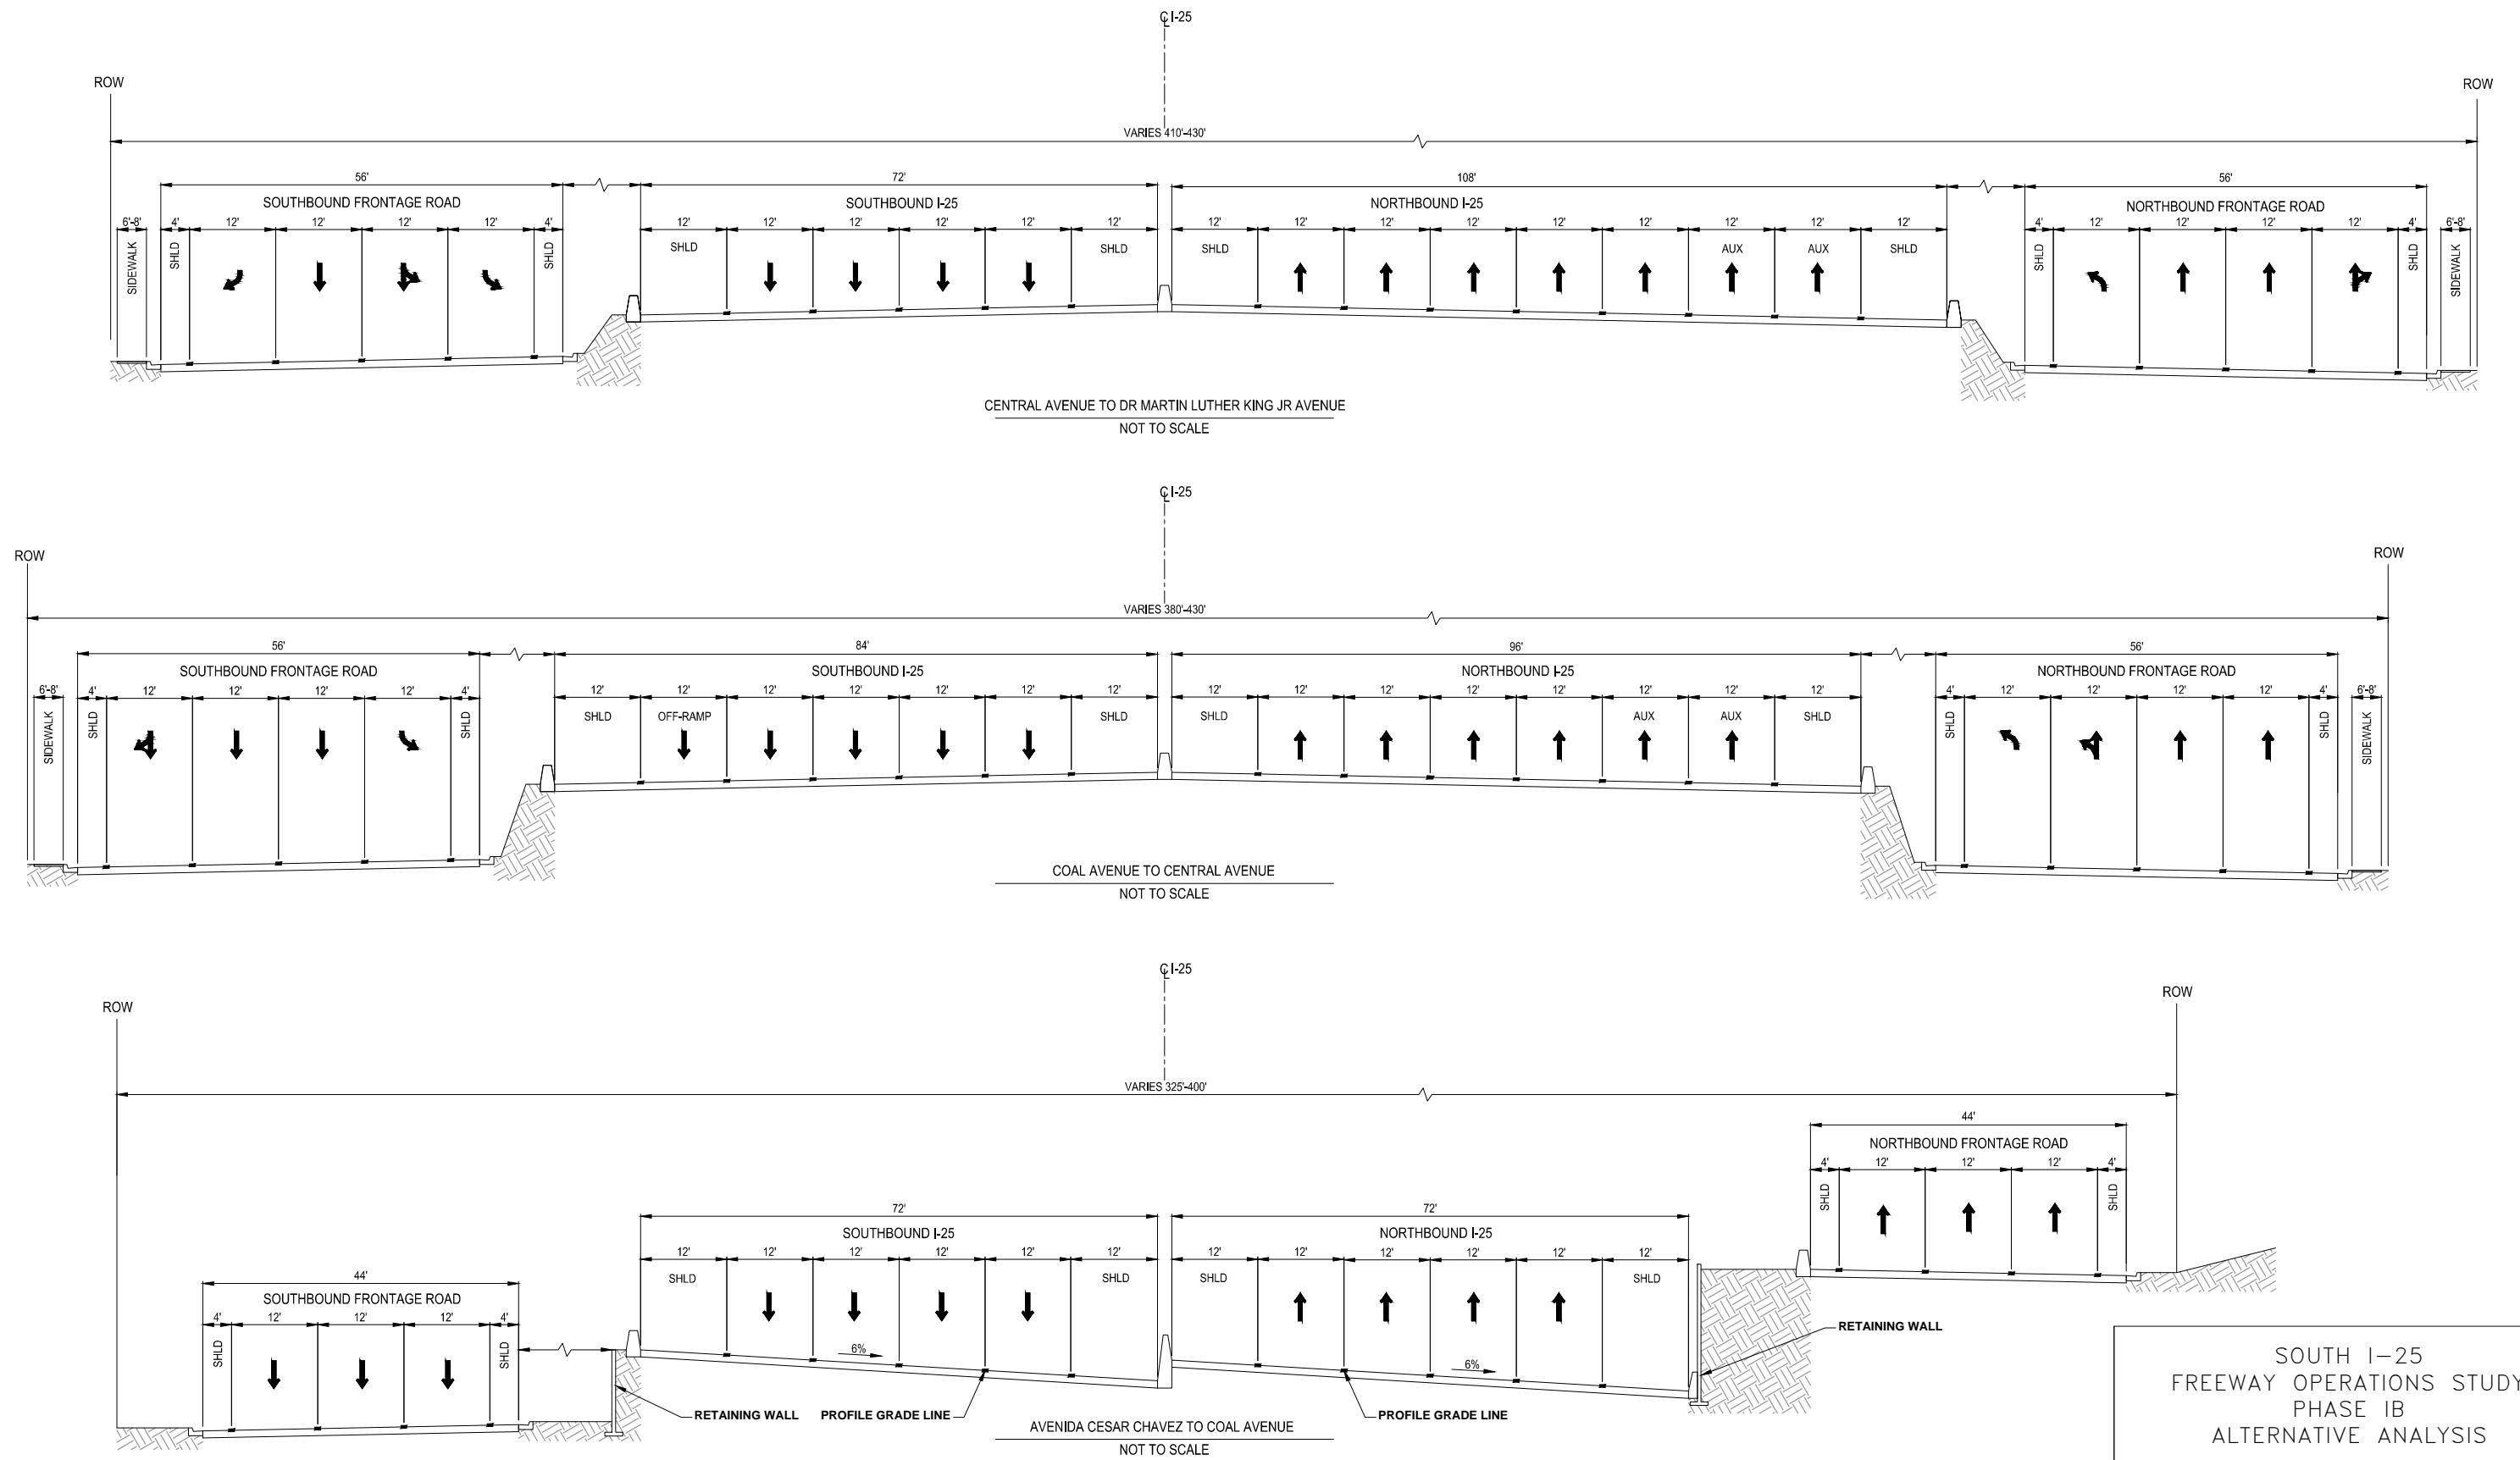 ℄ I-25
ROW
ROW
VARIES 410'-430'
56'
72'
108'
56'
SOUTHBOUND FRONTAGE ROAD
SOUTHBOUND I-25
NORTHBOUND I-25
NORTHBOUND FRONTAGE ROAD
6'-8' 4' 12' 12' 12' 12' 4'
12' 12' 12' 12' 12' 12'
12' 12' 12' 12' 12' 12' 12' 12' 12'
4' 12' 12' 12' 12' 4' 6'-8'
SIDEWALK SHLD SHLD
SHLD SHLD
SHLD AUX AUX SHLD
SHLD SHLD SIDEWALK
CENTRAL AVENUE TO DR MARTIN LUTHER KING JR AVENUE
NOT TO SCALE
℄ I-25
ROW
ROW
VARIES 380'-430'
56'
84'
96'
56'
SOUTHBOUND FRONTAGE ROAD
SOUTHBOUND I-25
NORTHBOUND I-25
NORTHBOUND FRONTAGE ROAD
6'-8' 4' 12' 12' 12' 12' 4'
12' 12' 12' 12' 12' 12' 12'
12' 12' 12' 12' 12' 12' 12' 12'
4' 12' 12' 12' 12' 4' 6'-8'
SIDEWALK SHLD SHLD
SHLD OFF-RAMP SHLD
SHLD AUX AUX SHLD
SHLD SHLD SIDEWALK
COAL AVENUE TO CENTRAL AVENUE
NOT TO SCALE
℄ I-25
ROW
ROW
VARIES 325'-400'
44'
NORTHBOUND FRONTAGE ROAD
4' 12' 12' 12' 4'
SHLD SHLD
72'
72'
SOUTHBOUND I-25
NORTHBOUND I-25
12' 12' 12' 12' 12' 12'
12' 12' 12' 12' 12' 12'
SHLD SHLD
SHLD SHLD
44'
SOUTHBOUND FRONTAGE ROAD
4' 12' 12' 12' 4'
SHLD SHLD
6%
6%
RETAINING WALL
RETAINING WALL
PROFILE GRADE LINE
PROFILE GRADE LINE
AVENIDA CESAR CHAVEZ TO COAL AVENUE
NOT TO SCALE
SOUTH I-25
FREEWAY OPERATIONS STUDY
PHASE IB
ALTERNATIVE ANALYSIS